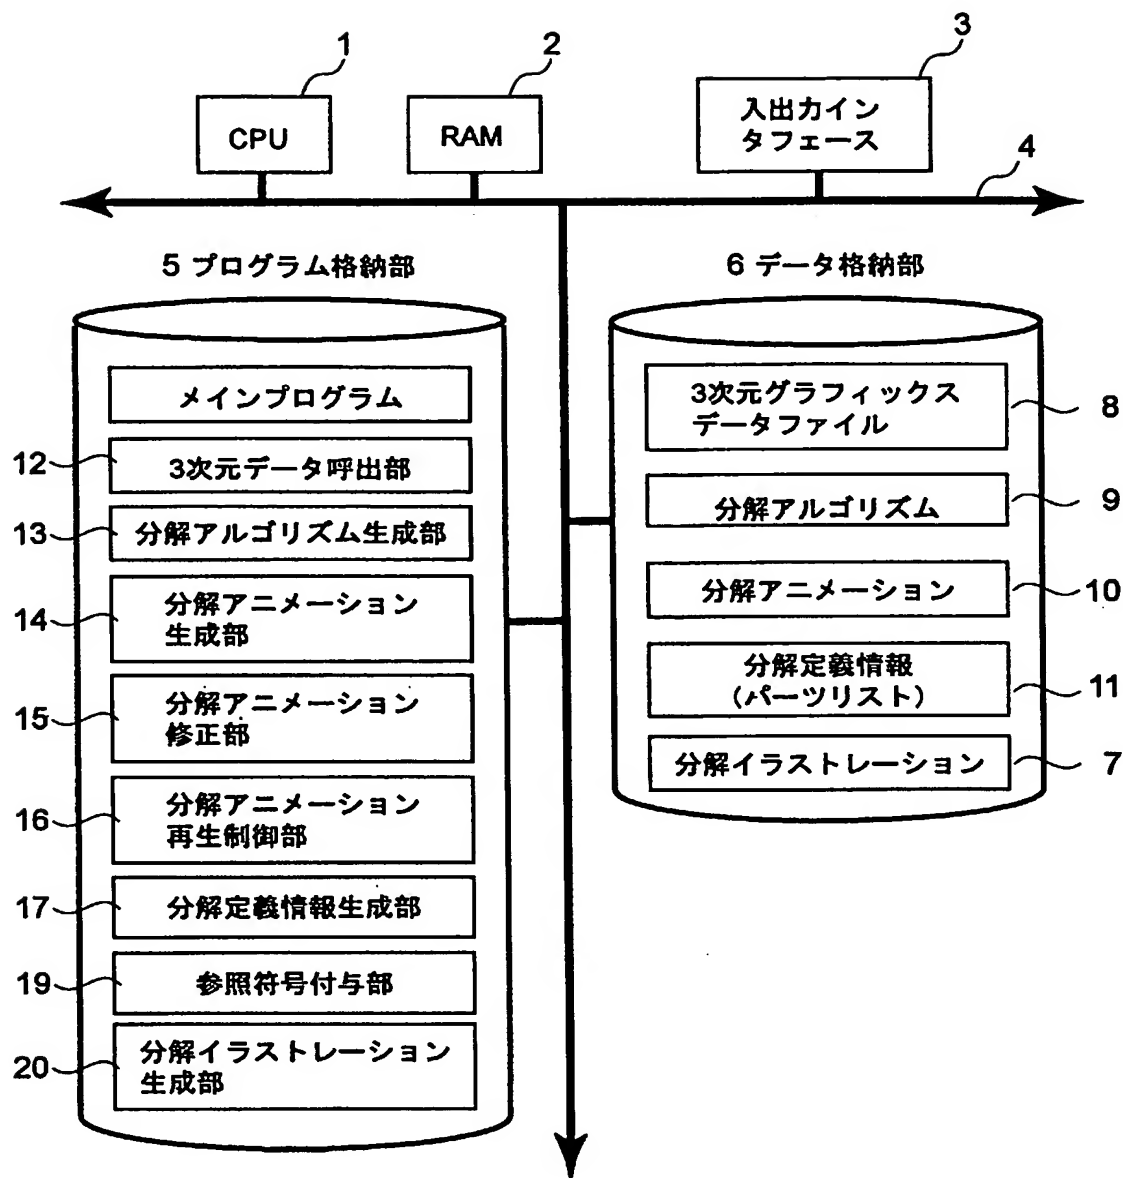 1
2
3
CPU
RAM
入出力イン
タフェース
4
5 プログラム格納部
メインプログラム
12
3次元データ呼出部
13
分解アルゴリズム生成部
14
分解アニメーション
生成部
15
分解アニメーション
修正部
16
分解アニメーション
再生制御部
17
分解定義情報生成部
19
参照符号付与部
20
分解イラストレーション
生成部
6 データ格納部
3次元グラフィックス
データファイル
8
分解アルゴリズム
9
分解アニメーション
10
分解定義情報
(パーツリスト)
11
分解イラストレーション
7